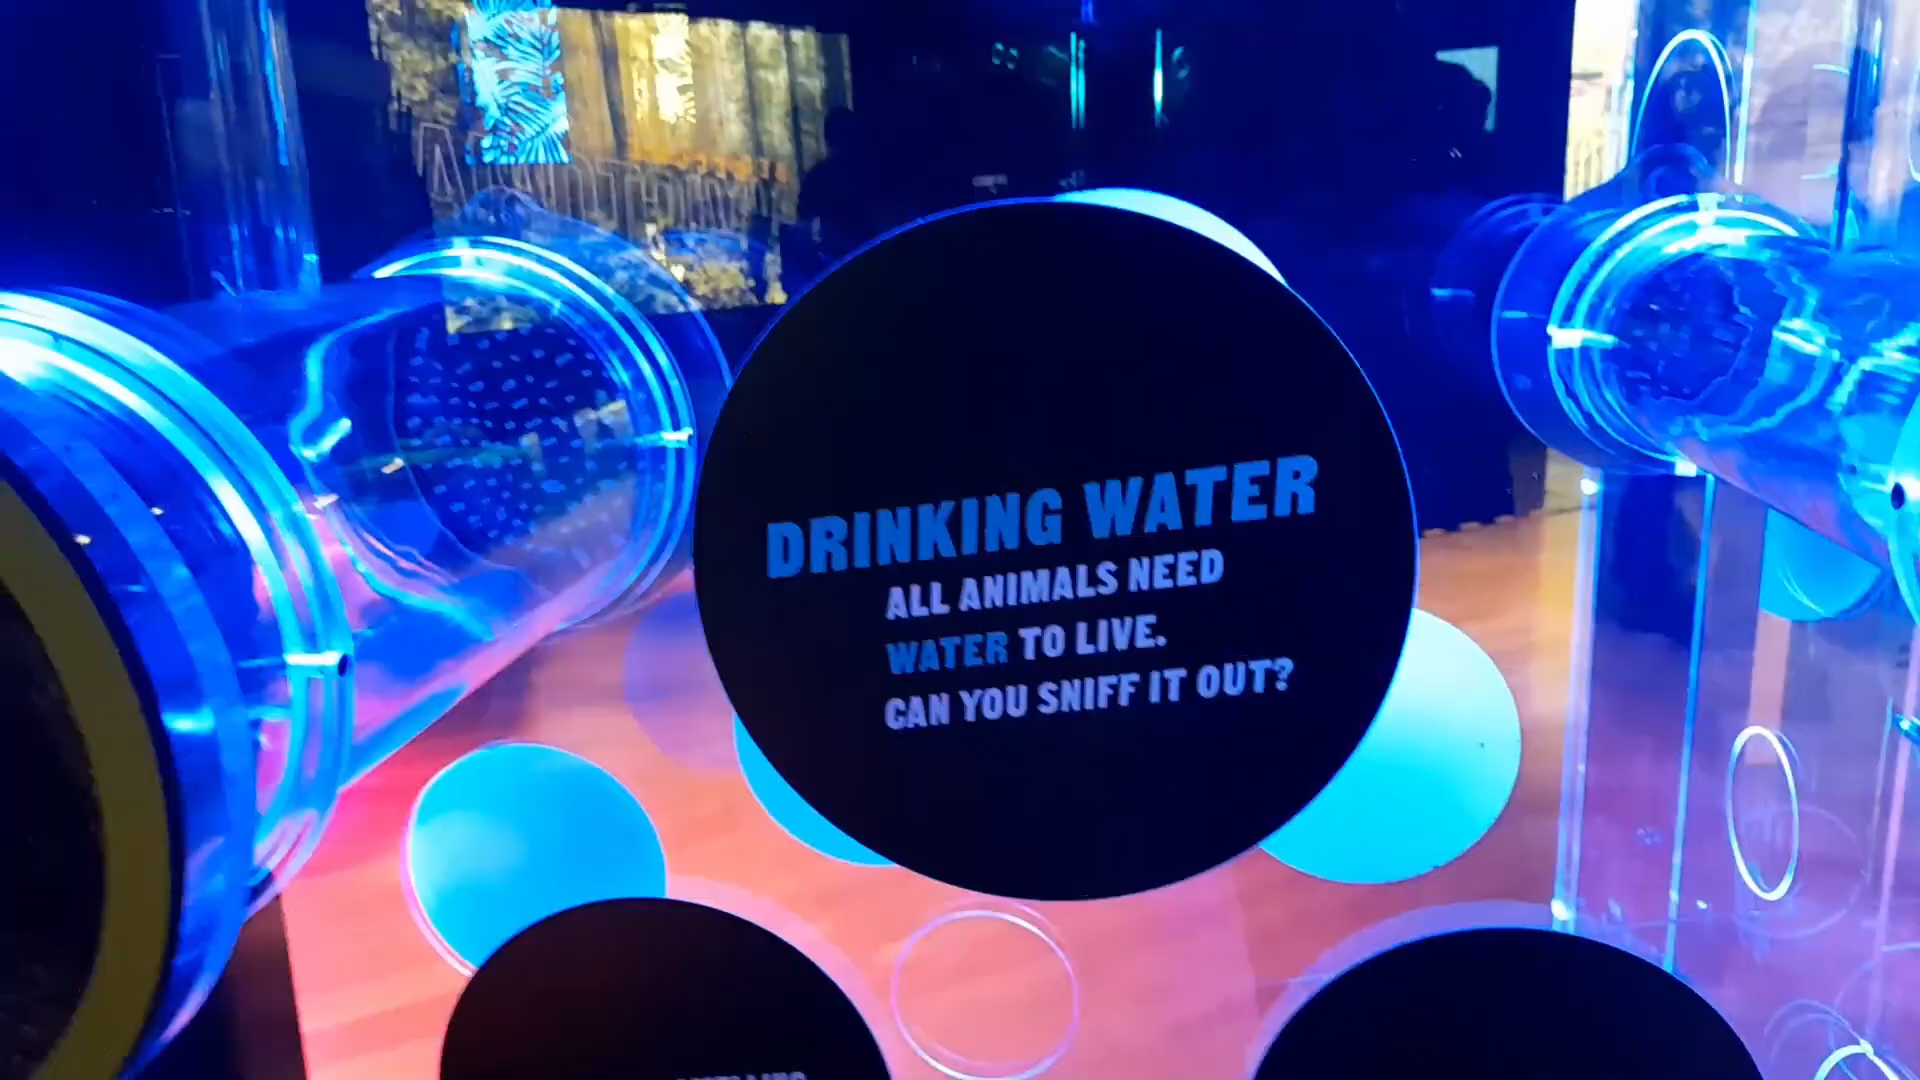 DRINKING WATER
ALL ANIMALS NEED
WATER TO LIVE.
CAN YOU SNIFF IT OUT?